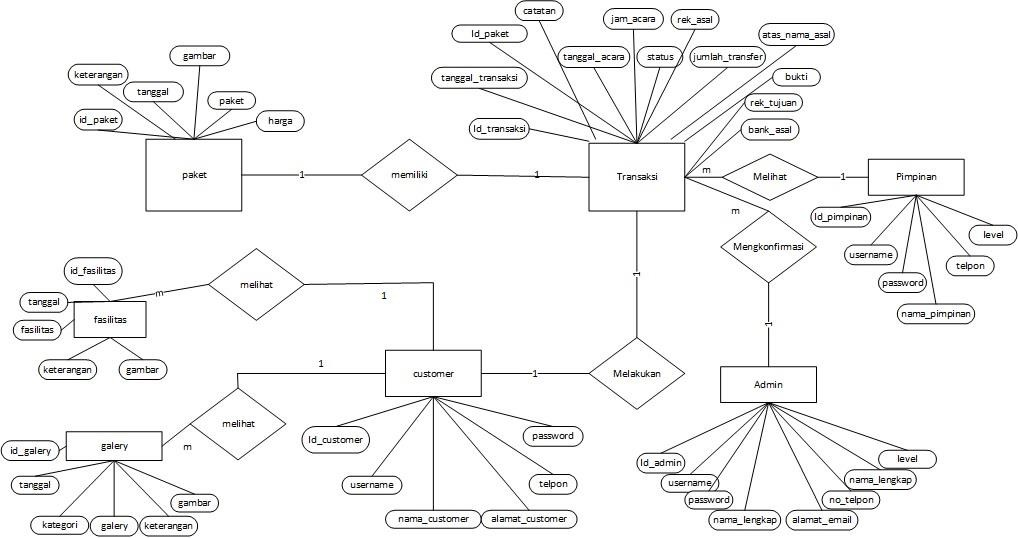 catatan
jam_acara
rek_asal
Id_paket
atas_nama_asal
gambar
tanggal_acara
status
jumlah_transfer
keterangan
tanggal_transaksi
bukti
tanggal
paket
rek_tujuan
id_paket
harga
Id_transaksi
bank_asal
paket
1
memiliki
1
Transaksi
m
Melihat
1
Pimpinan
m
Id_pimpinan
level
Mengkonfirmasi
username
telpon
password
nama_pimpinan
id_fasilitas
1
melihat
m
1
tanggal
fasilitas
fasilitas
1
keterangan
gambar
1
customer
1
Melakukan
Admin
melihat
Id_customer
password
m
id_galery
galery
Id_admin
level
tanggal
username
telpon
username
nama_lengkap
gambar
password
no_telpon
kategori
galery
keterangan
nama_customer
alamat_customer
nama_lengkap
alamat_email